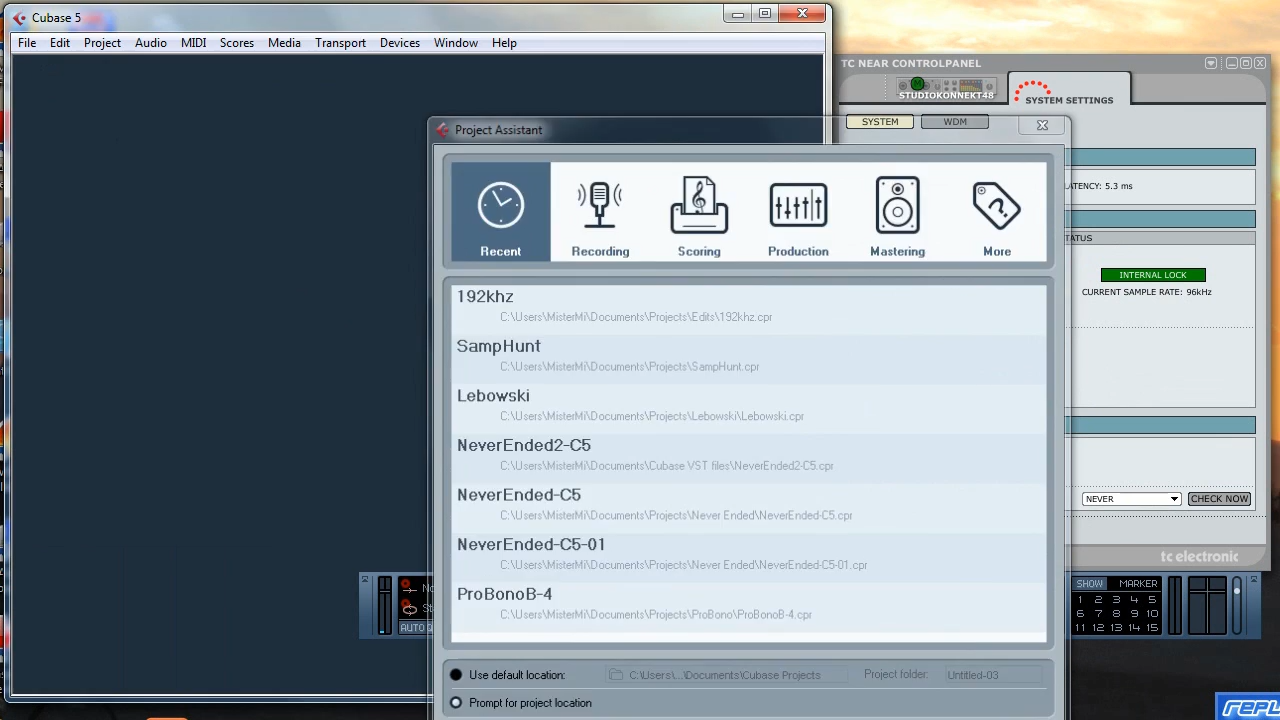 Cubase 5
File Edit Project Audio MIDI Scores Media Transport Devices Window Help
TC NEAR CONTROLPANEL
STUDIOKONNEKT48
SYSTEM SETTINGS
SYSTEM WDM
Project Assistant
Recent Recording Scoring Production Mastering More
ATENCY: 5.3 ms
TATUS
INTERNAL LOCK
CURRENT SAMPLE RATE: 96kHz
192khz
C:\Users\MisterMi\Documents\Projects\Edits\192khz.cpr
SampHunt
C:\Users\MisterMi\Documents\Projects\SampHunt.cpr
Lebowski
C:\Users\MisterMi\Documents\Projects\Lebowski\Lebowski.cpr
NeverEnded2-C5
C:\Users\MisterMi\Documents\Cubase VST files\NeverEnded2-C5.cpr
NeverEnded-C5
C:\Users\MisterMi\Documents\Projects\Never Ended\NeverEnded-C5.cpr
NEVER CHECK NOW
NeverEnded-C5-01
C:\Users\MisterMi\Documents\Projects\Never Ended\NeverEnded-C5-01.cpr
tc electronic
ProBonoB-4
C:\Users\MisterMi\Documents\Projects\ProBono\ProBonoB-4.cpr
No
St
AUTO Q
SHOW MARKER
1 2 3 4 5
6 7 8 9 10
11 12 13 14 15
Use default location: C:\Users\...\Documents\Cubase Projects Project folder: Untitled-03
Prompt for project location